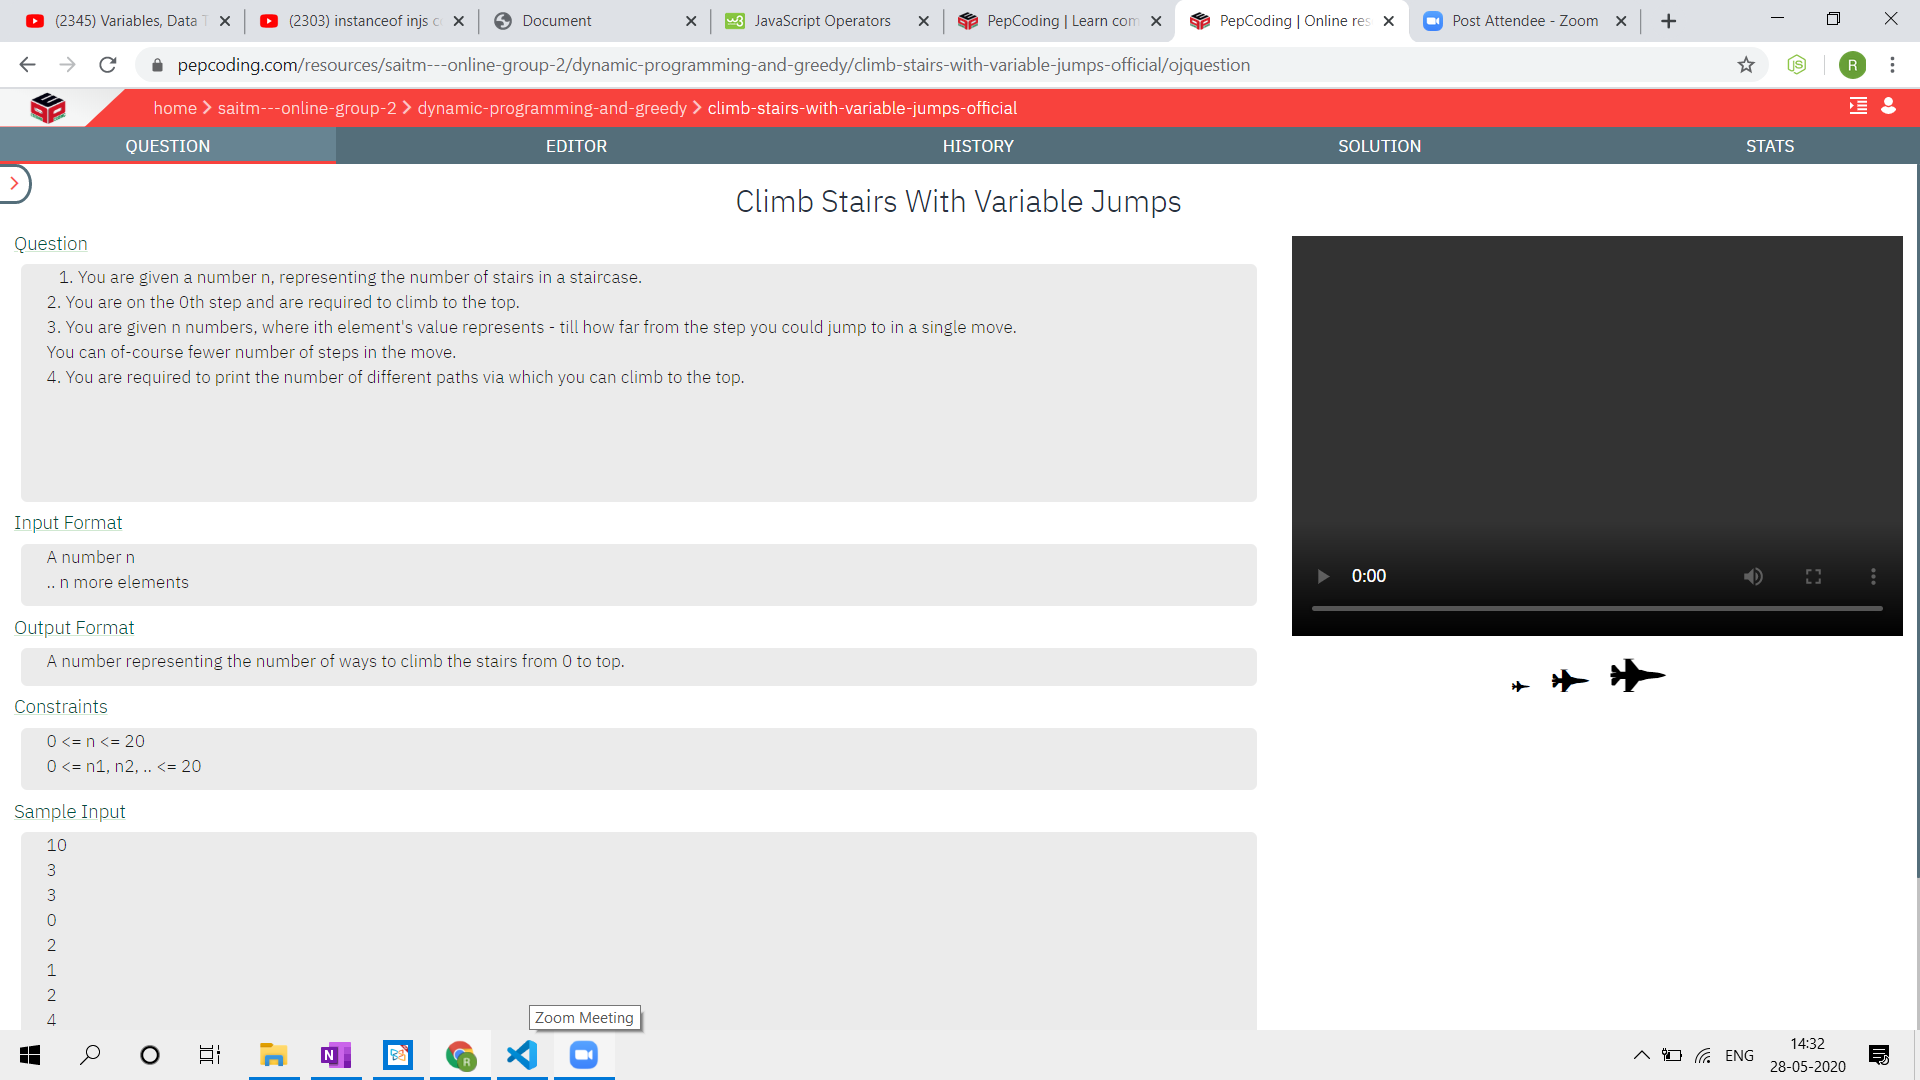 (2345) Variables, Data T
(2303) instanceof injs c
Document
JavaScript Operators
PepCoding | Learn com
PepCoding | Online res
Post Attendee - Zoom
pepcoding.com/resources/saitm---online-group-2/dynamic-programming-and-greedy/climb-stairs-with-variable-jumps-official/ojquestion
R
home > saitm---online-group-2 > dynamic-programming-and-greedy > climb-stairs-with-variable-jumps-official
QUESTION
EDITOR
HISTORY
SOLUTION
STATS
Climb Stairs With Variable Jumps
Question
1. You are given a number n, representing the number of stairs in a staircase.
2. You are on the 0th step and are required to climb to the top.
3. You are given n numbers, where ith element's value represents - till how far from the step you could jump to in a single move.
You can of-course fewer number of steps in the move.
4. You are required to print the number of different paths via which you can climb to the top.
0:00
Input Format
A number n
.. n more elements
Output Format
A number representing the number of ways to climb the stairs from 0 to top.
Constraints
0 <= n <= 20
0 <= n1, n2, .. <= 20
Sample Input
10
3
3
0
2
1
2
4
Zoom Meeting
ENG
14:32
28-05-2020